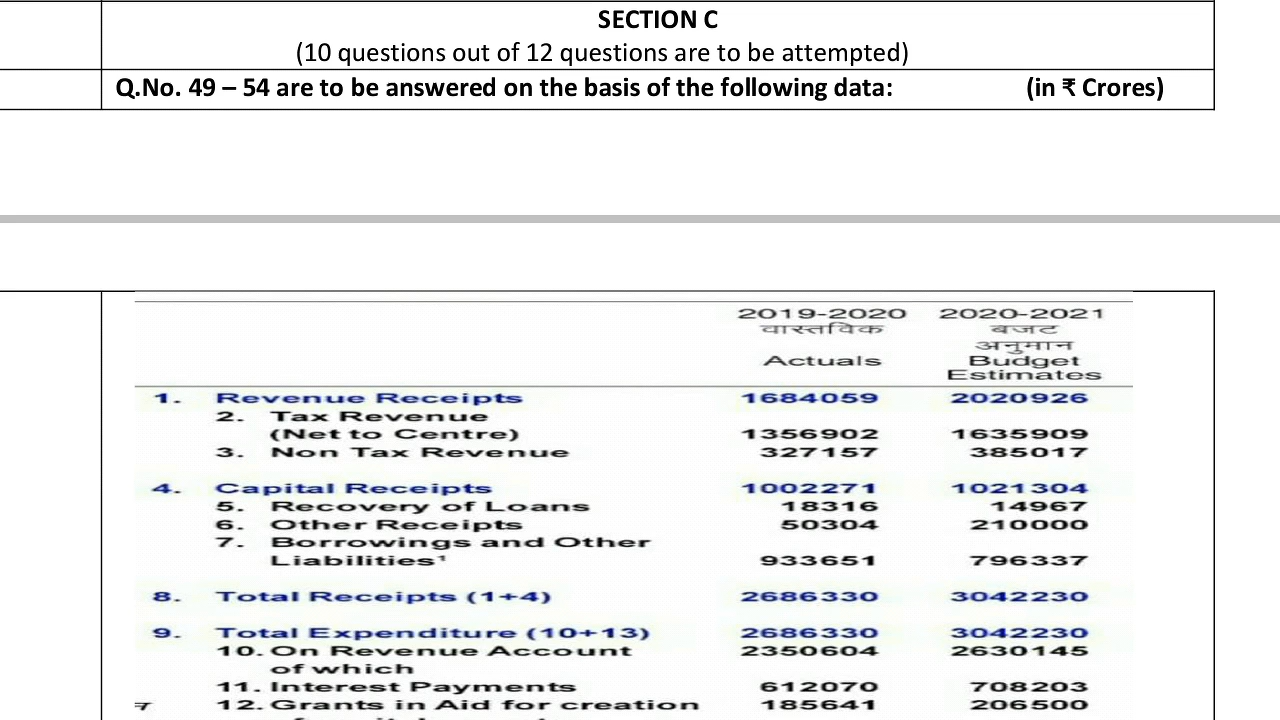 SECTION C
(10 questions out of 12 questions are to be attempted)
Q.No. 49 – 54 are to be answered on the basis of the following data: (in ₹ Crores)
2019-2020 2020-2021
वास्तविक बजट
अनुमान
Actuals Budget
Estimates
1. Revenue Receipts 1684059 2020926
2. Tax Revenue
(Net to Centre) 1356902 1635909
3. Non Tax Revenue 327157 385017
4. Capital Receipts 1002271 1021304
5. Recovery of Loans 18316 14967
6. Other Receipts 50304 210000
7. Borrowings and Other
Liabilities¹ 933651 796337
8. Total Receipts (1+4) 2686330 3042230
9. Total Expenditure (10+13) 2686330 3042230
10. On Revenue Account 2350604 2630145
of which
11. Interest Payments 612070 708203
12. Grants in Aid for creation 185641 206500